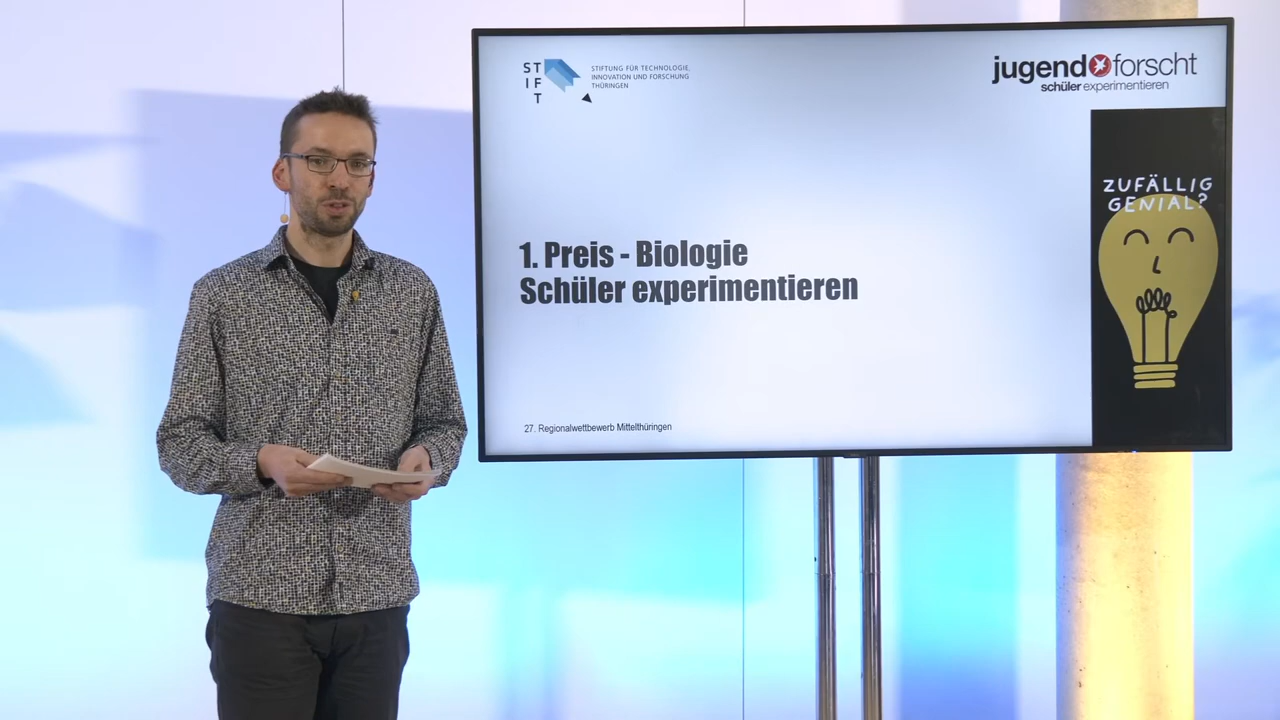 ST
IF
T
STIFTUNG FÜR TECHNOLOGIE,
INNOVATION UND FORSCHUNG
THÜRINGEN
jugend forscht
schüler experimentieren
ZUFÄLLIG
GENIAL?
1. Preis - Biologie
Schüler experimentieren
27. Regionalwettbewerb Mittelthüringen